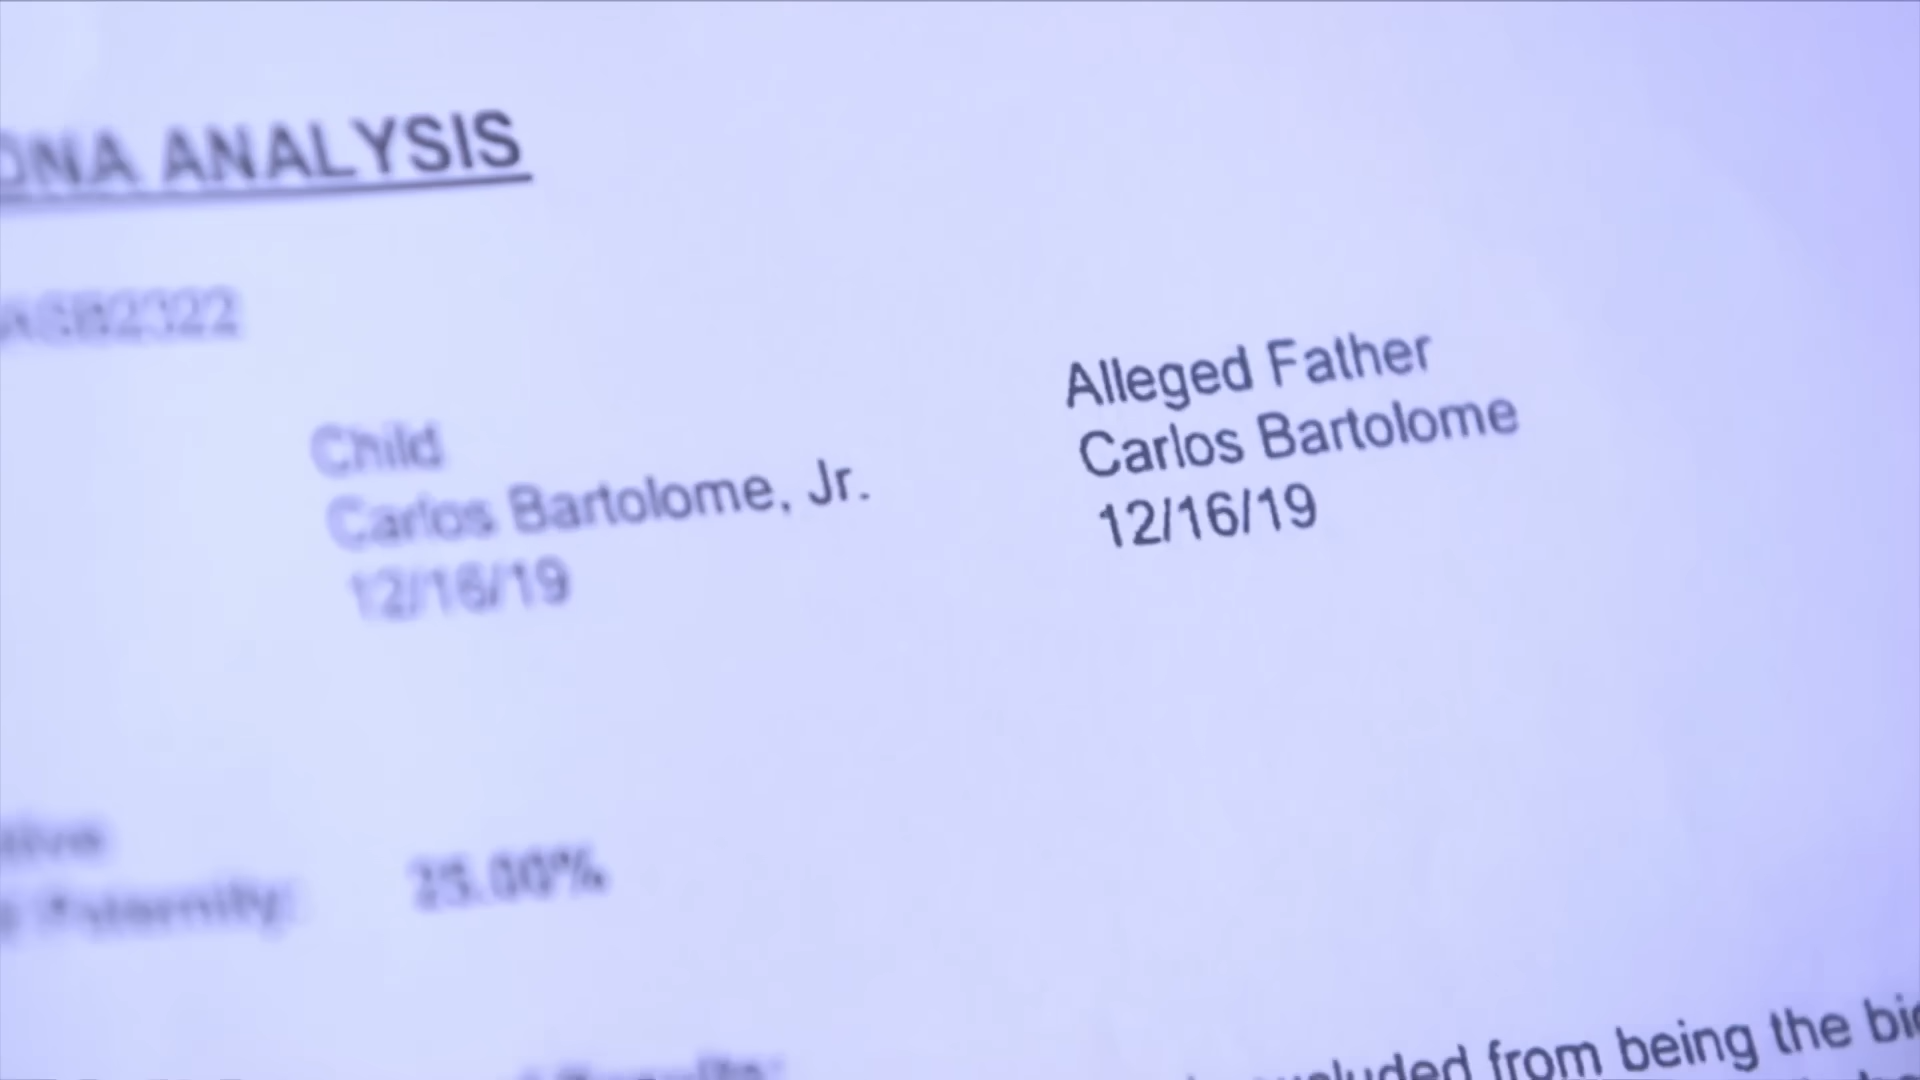 DNA ANALYSIS
Child
Carlos Bartolome, Jr.
12/16/19
Alleged Father
Carlos Bartolome
12/16/19
Paternity:
25.00%
from being the